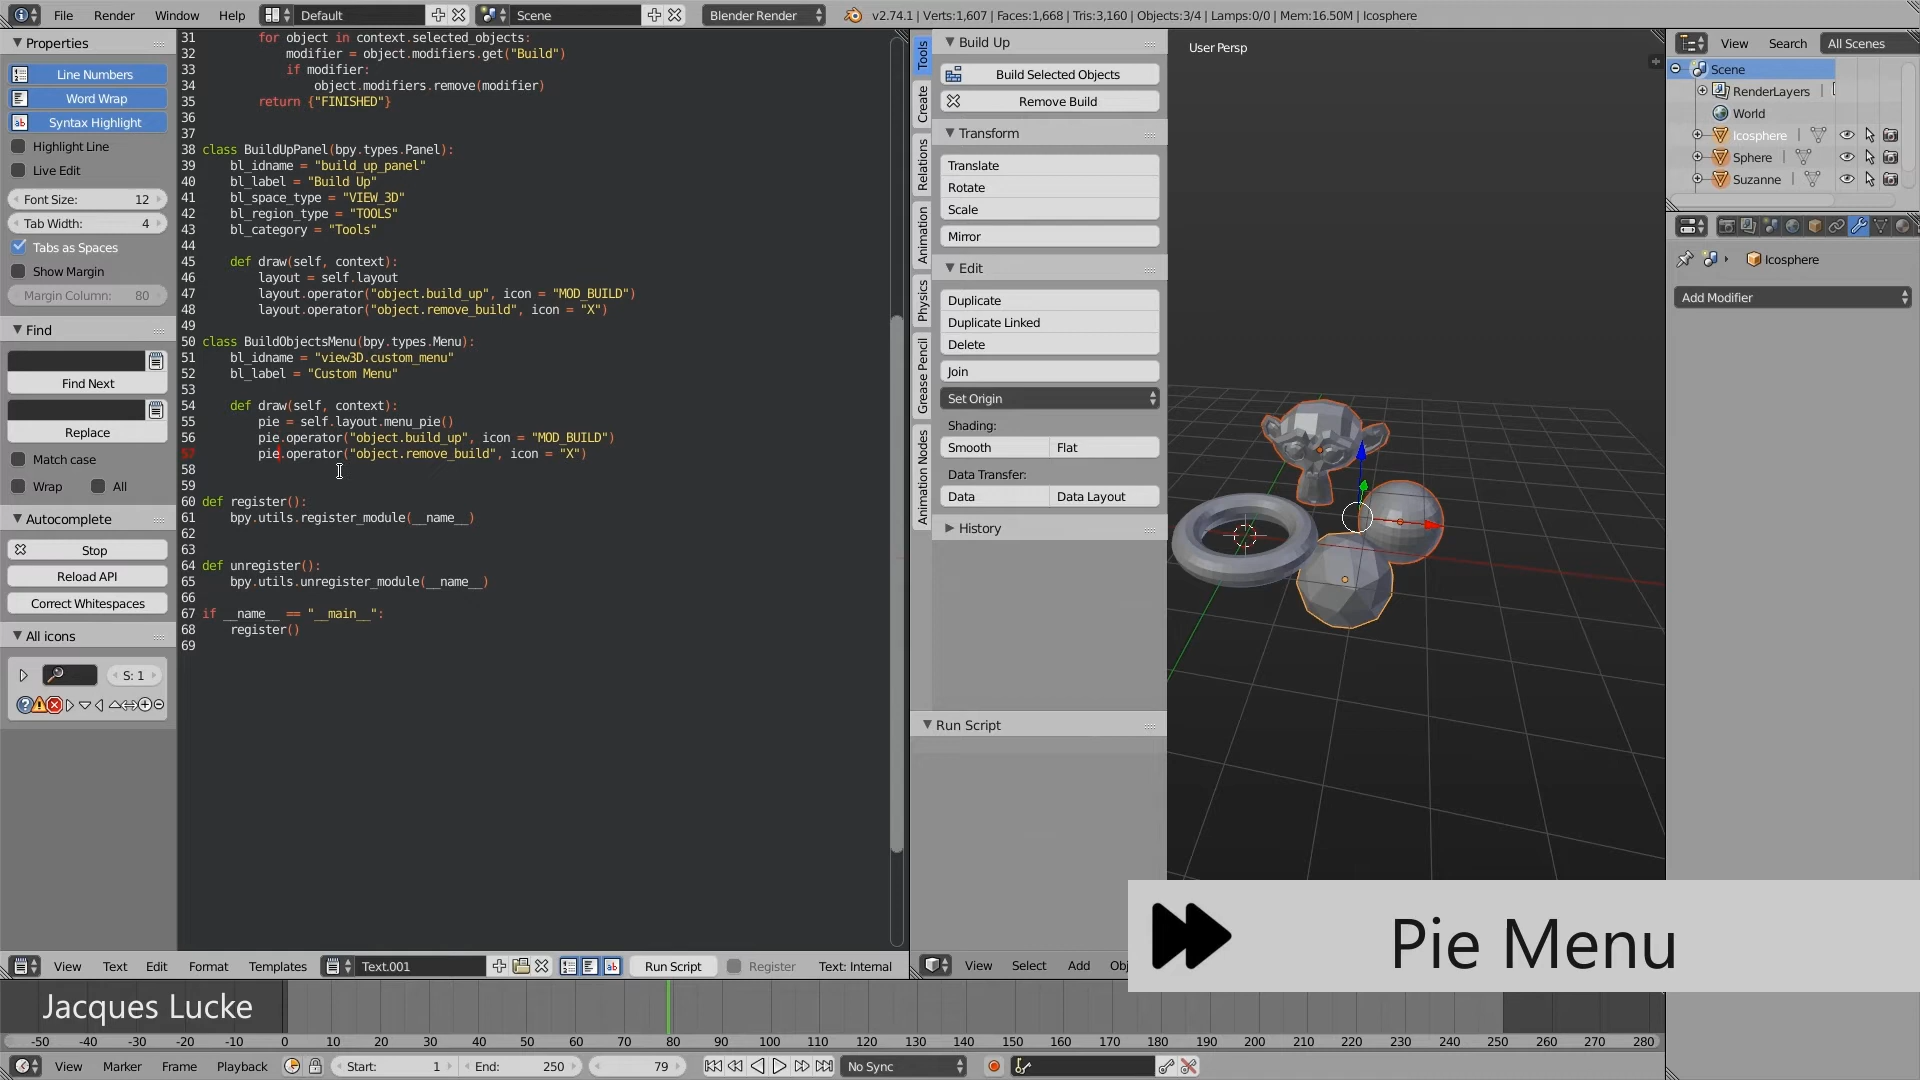 File Render Window Help Default Scene Blender Render v2.74.1 | Verts:1,607 | Faces:1,668 | Tris:3,160 | Objects:3/4 | Lamps:0/0 | Mem:16.50M | Icosphere
Properties
Line Numbers
Word Wrap
Syntax Highlight
Highlight Line
Live Edit
Font Size: 12
Tab Width: 4
Tabs as Spaces
Show Margin
Margin Column: 80
Find
Find Next
Replace
Match case
Wrap All
Autocomplete
Stop
Reload API
Correct Whitespaces
All icons
S: 1
31 for object in context.selected_objects:
32 modifier = object.modifiers.get("Build")
33 if modifier:
34 object.modifiers.remove(modifier)
35 return {"FINISHED"}
36
37
38 class BuildUpPanel(bpy.types.Panel):
39 bl_idname = "build_up_panel"
40 bl_label = "Build Up"
41 bl_space_type = "VIEW_3D"
42 bl_region_type = "TOOLS"
43 bl_category = "Tools"
44
45 def draw(self, context):
46 layout = self.layout
47 layout.operator("object.build_up", icon = "MOD_BUILD")
48 layout.operator("object.remove_build", icon = "X")
49
50 class BuildObjectsMenu(bpy.types.Menu):
51 bl_idname = "view3D.custom_menu"
52 bl_label = "Custom Menu"
53
54 def draw(self, context):
55 pie = self.layout.menu_pie()
56 pie.operator("object.build_up", icon = "MOD_BUILD")
57 pie.operator("object.remove_build", icon = "X")
58
59
60 def register():
61 bpy.utils.register_module(__name__)
62
63
64 def unregister():
65 bpy.utils.unregister_module(__name__)
66
67 if __name__ == "__main__":
68 register()
69
Tools
Create
Relations
Animation
Physics
Grease Pencil
Animation Nodes
Build Up
Build Selected Objects
Remove Build
Transform
Translate
Rotate
Scale
Mirror
Edit
Duplicate
Duplicate Linked
Delete
Join
Set Origin
Shading:
Smooth Flat
Data Transfer:
Data Data Layout
History
Run Script
User Persp
View Search All Scenes
Scene
RenderLayers
World
Icosphere
Sphere
Suzanne
Icosphere
Add Modifier
Pie Menu
View Text Edit Format Templates Text.001 Run Script Register Text: Internal
View Select Add
Jacques Lucke
-50 -40 -30 -20 -10 0 10 20 30 40 50 60 70 80 90 100 110 120 130 140 150 160 170 180 190 200 210 220 230 240 250 260 270 280
View Marker Frame Playback Start: 1 End: 250 79 No Sync